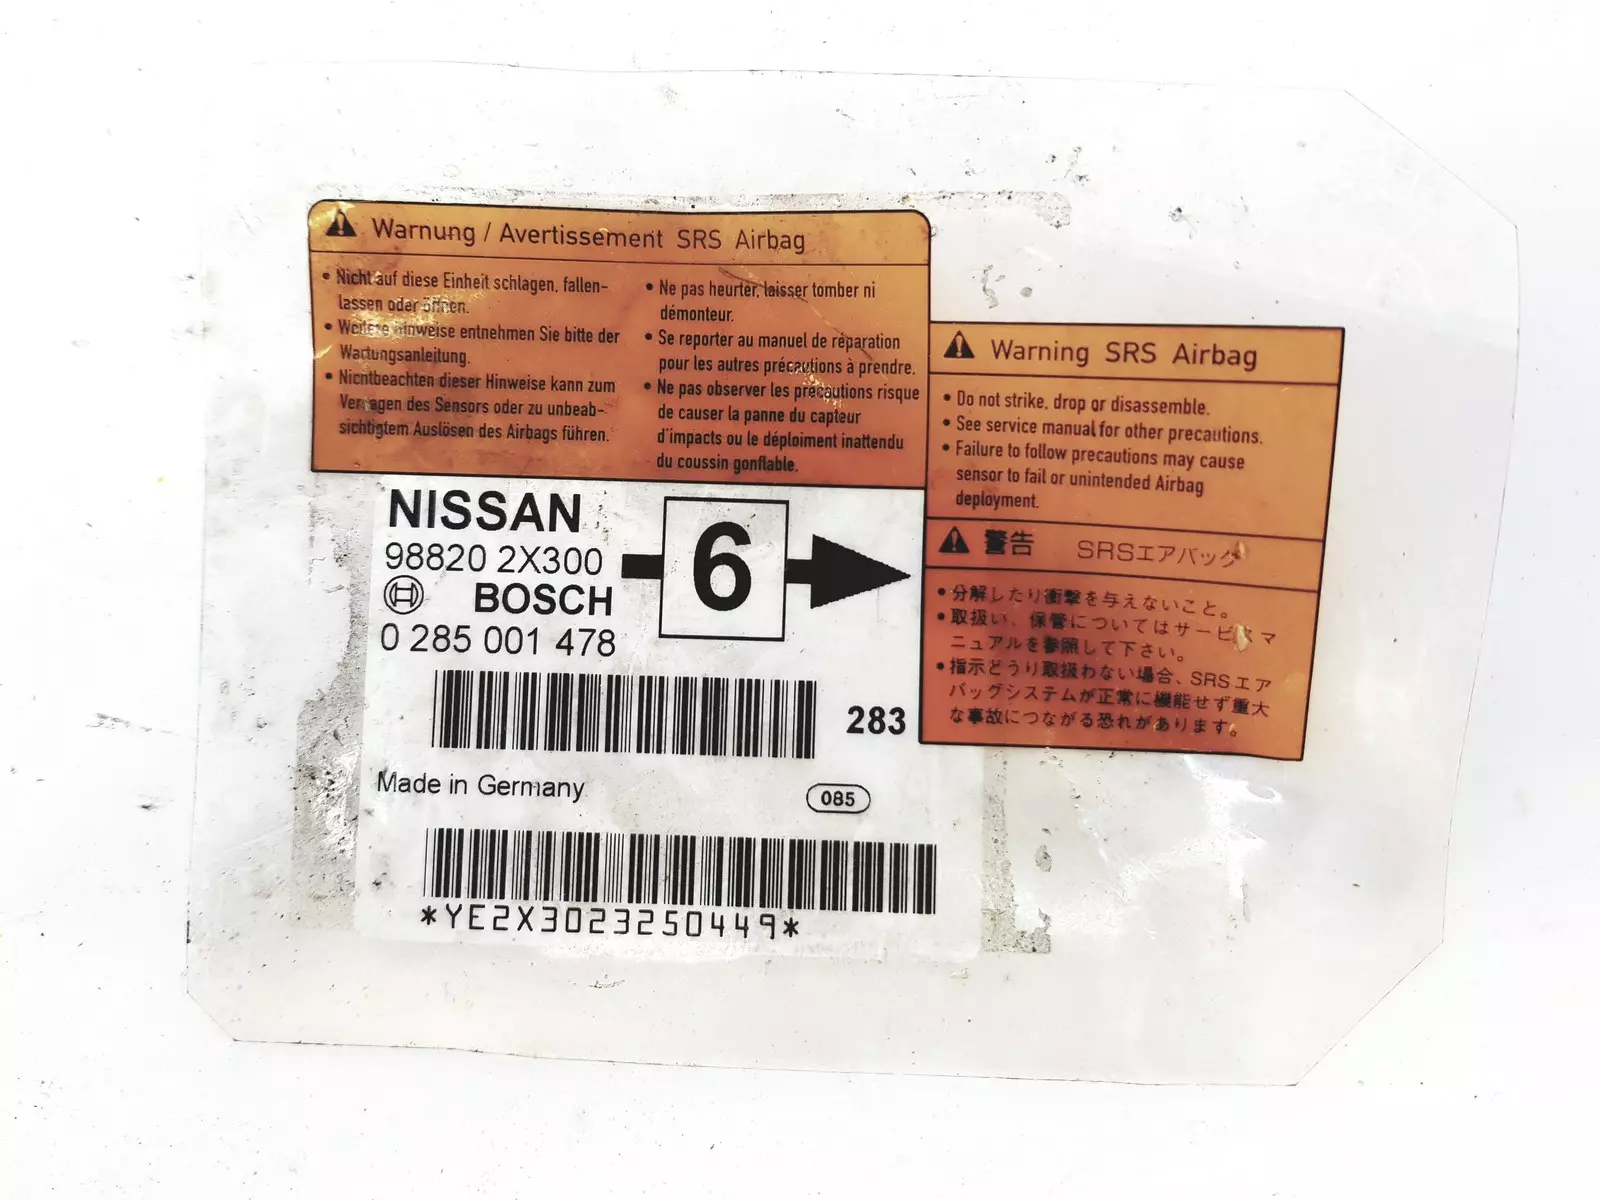 Warnung / Avertissement SRS Airbag
• Nicht auf diese Einheit schlagen, fallen-
lassen oder öffnen.
• Weitere Hinweise entnehmen Sie bitte der
Wartungsanleitung.
• Nichtbeachten dieser Hinweise kann zum
Versagen des Sensors oder zu unbeab-
sichtigtem Auslösen des Airbags führen.
• Ne pas heurter, laisser tomber ni
démonteur.
• Se reporter au manuel de réparation
pour les autres précautions à prendre.
• Ne pas observer les précautions risque
de causer la panne du capteur
d'impacts ou le déploiment inattendu
du coussin gonflable.
Warning SRS Airbag
• Do not strike, drop or disassemble.
• See service manual for other precautions.
• Failure to follow precautions may cause
sensor to fail or unintended Airbag
deployment.
警告 SRSエアバック
• 分解したり衝撃を与えないこと。
• 取扱い、保管についてはサービスマ
ニュアルを参照して下さい。
• 指示どうり取扱わない場合、SRSエア
バッグシステムが正常に機能せず重大
な事故につながる恐れがあります。
NISSAN
98820 2X300
BOSCH
0 285 001 478
6
283
Made in Germany
085
*YE2X3023250449*